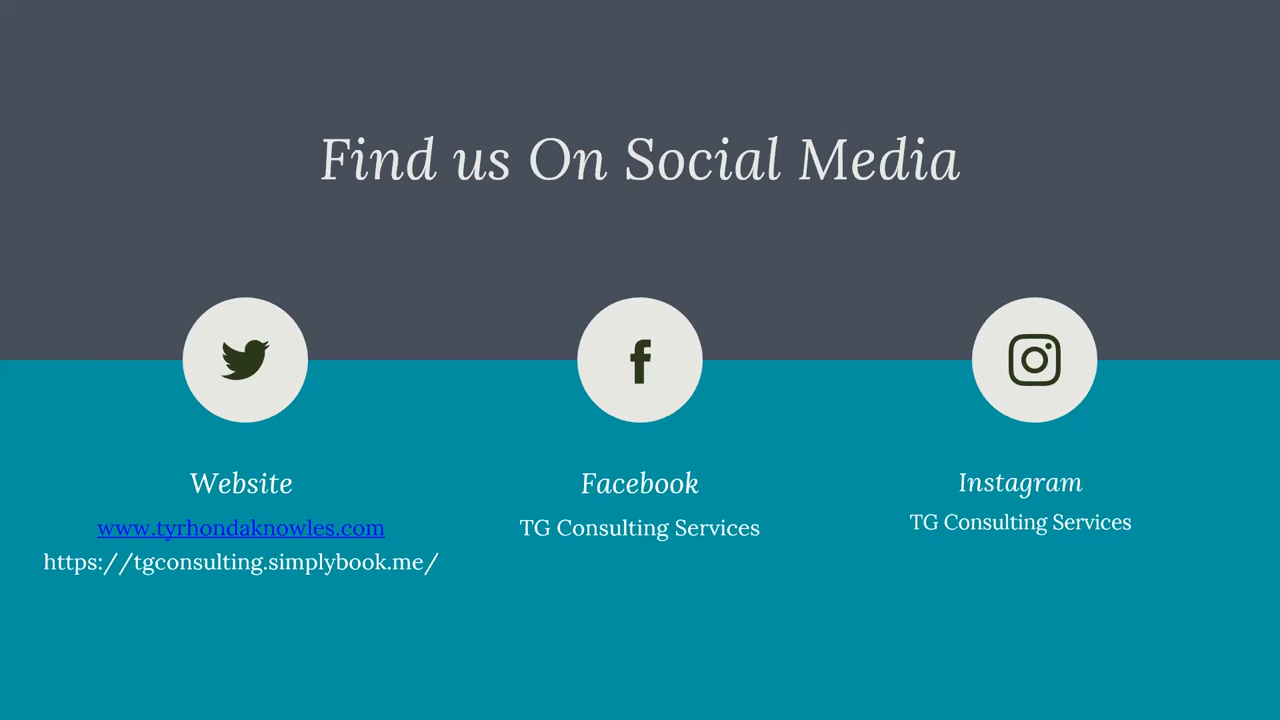 Find us On Social Media
Website
www.tyrhondaknowles.com
https://tgconsulting.simplybook.me/
Facebook
TG Consulting Services
Instagram
TG Consulting Services